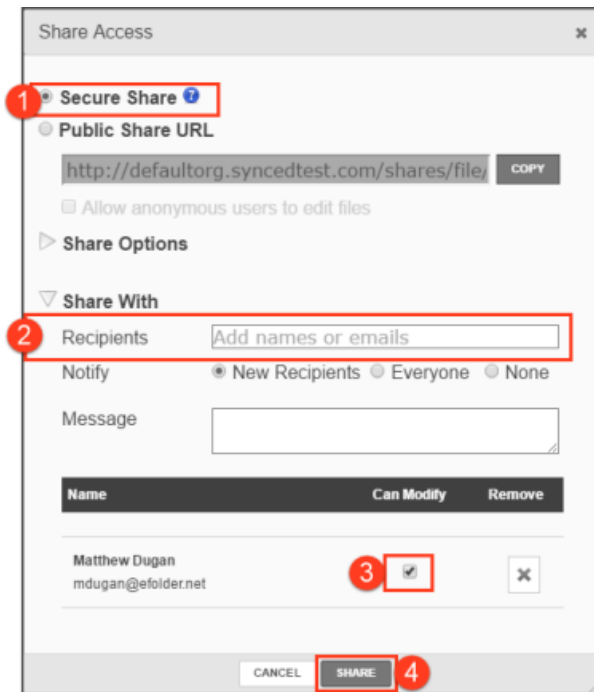 Share Access
1 Secure Share ?
Public Share URL
http://defaultorg.syncedtest.com/shares/file/ COPY
Allow anonymous users to edit files
Share Options
Share With
2 Recipients Add names or emails
Notify New Recipients Everyone None
Message
Name Can Modify Remove
Matthew Dugan
mdugan@efolder.net
3
CANCEL SHARE 4